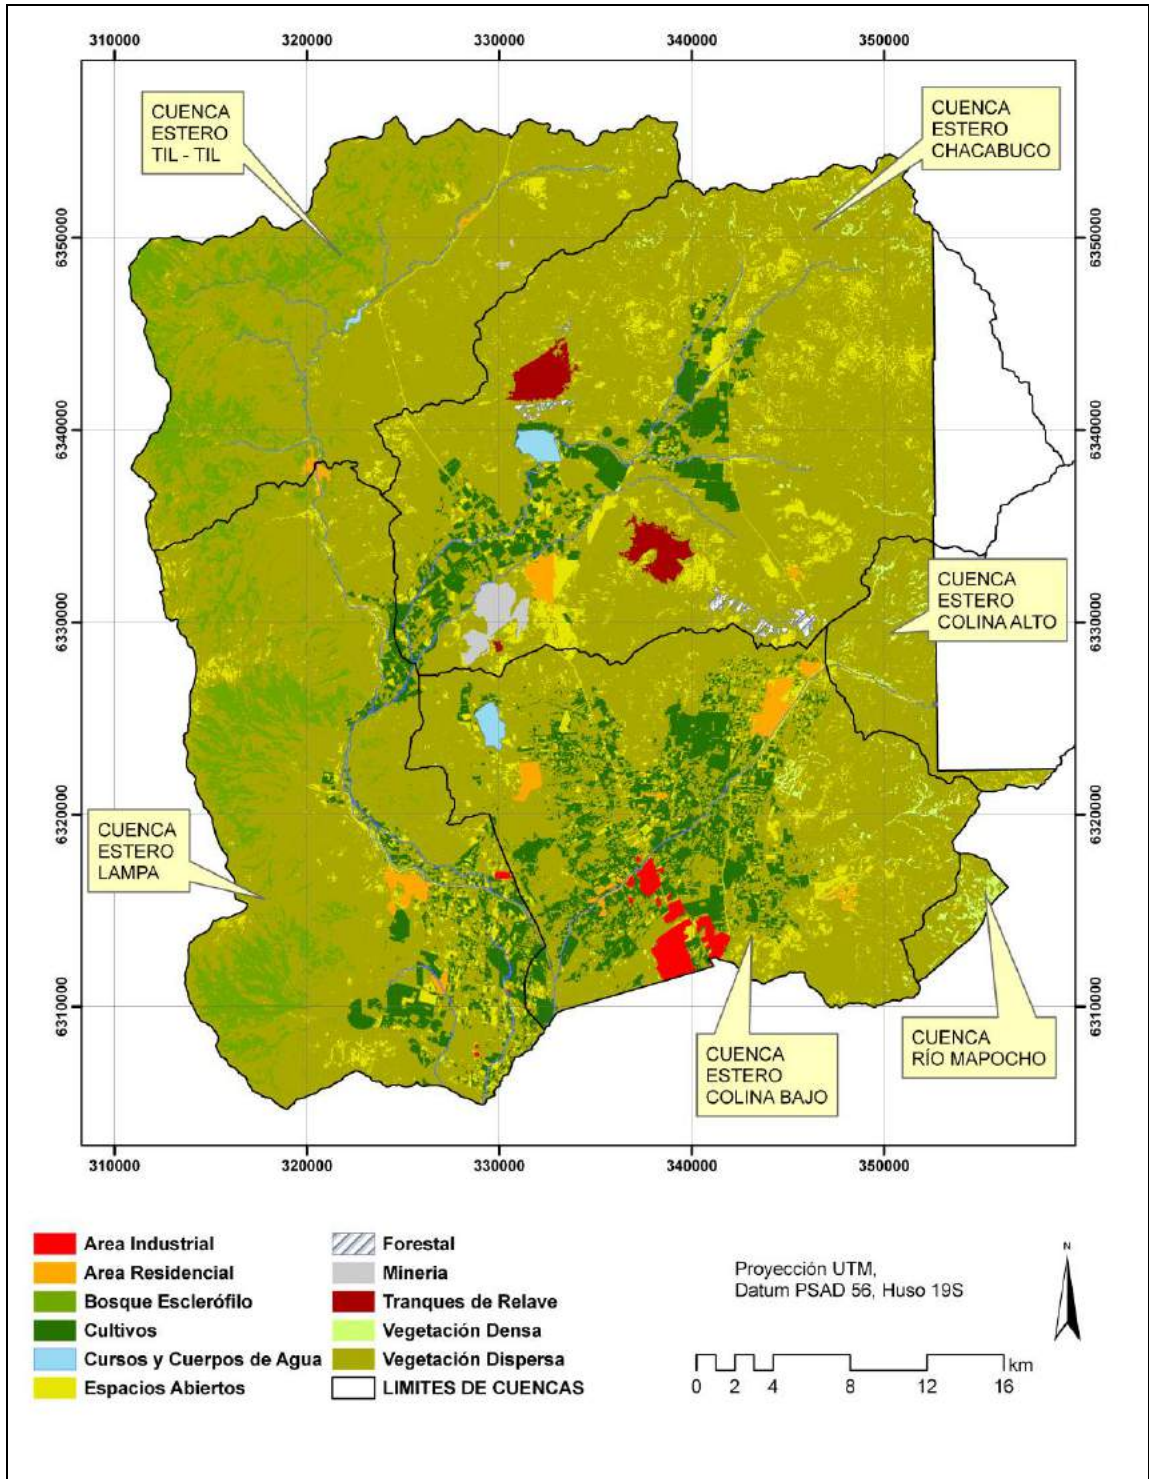 310000 320000 330000 340000 350000
CUENCA
ESTERO
TIL - TIL
CUENCA
ESTERO
CHACABUCO
6350000 6350000
6340000 6340000
6330000 6330000
CUENCA
ESTERO
COLINA ALTO
6320000 6320000
CUENCA
ESTERO
LAMPA
6310000 6310000
CUENCA
RÍO MAPOCHO
CUENCA
ESTERO
COLINA BAJO
310000 320000 330000 340000 350000
Area Industrial
Area Residencial
Bosque Esclerófilo
Cultivos
Cursos y Cuerpos de Agua
Espacios Abiertos
Forestal
Mineria
Tranques de Relave
Vegetación Densa
Vegetación Dispersa
LIMITES DE CUENCAS
Proyección UTM,
Datum PSAD 56, Huso 19S
N
km
0 2 4 8 12 16